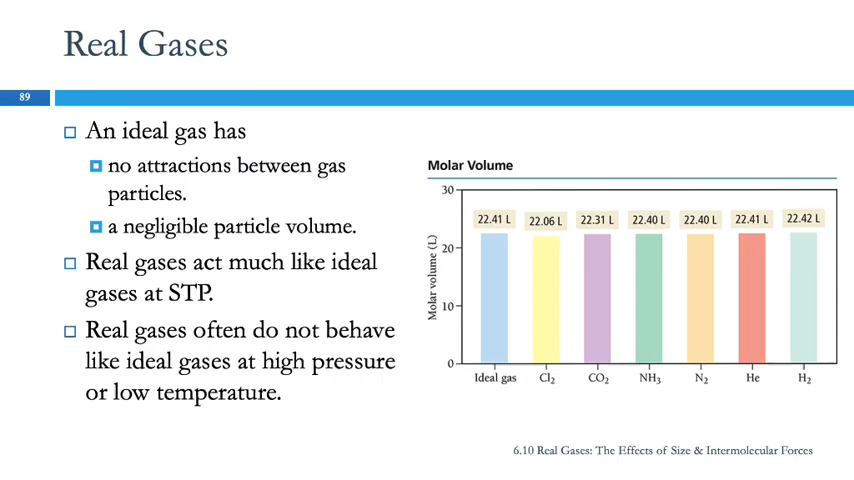 Real Gases
89
An ideal gas has
no attractions between gas
particles.
a negligible particle volume.
Real gases act much like ideal
gases at STP.
Real gases often do not behave
like ideal gases at high pressure
or low temperature.
Molar Volume
30
22.41 L 22.06 L 22.31 L 22.40 L 22.40 L 22.41 L 22.42 L
20
Molar volume (L)
10
0
Ideal gas Cl₂ CO₂ NH₃ N₂ He H₂
6.10 Real Gases: The Effects of Size & Intermolecular Forces